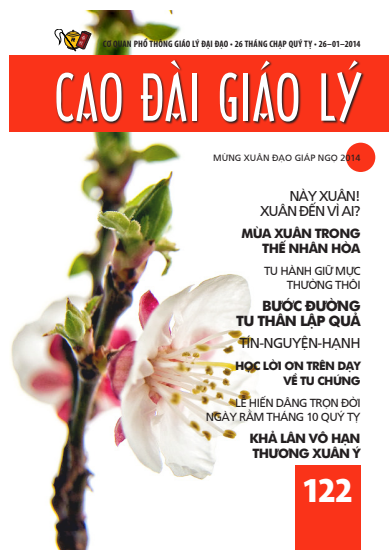 CƠ QUAN PHỔ THÔNG GIÁO LÝ ĐẠI ĐẠO • 26 THÁNG CHẠP QUÝ TỴ • 26–01–2014
CAO ĐÀI GIÁO LÝ
MỪNG XUÂN ĐẠO GIÁP NGỌ 2014
NÀY XUÂN!
XUÂN ĐẾN VÌ AI?
MÙA XUÂN TRONG
THẾ NHÂN HÒA
TU HÀNH GIỮ MỰC
THƯỜNG THÔI
BƯỚC ĐƯỜNG
TU THÂN LẬP QUẢ
TÍN-NGUYỆN-HẠNH
HỌC LỜI ƠN TRÊN DẠY
VỀ TU CHỨNG
LỄ HIẾN DÂNG TRỌN ĐỜI
NGÀY RẰM THÁNG 10 QUÝ TỴ
KHẢ LÂN VÔ HẠN
THƯƠNG XUÂN Ý
122